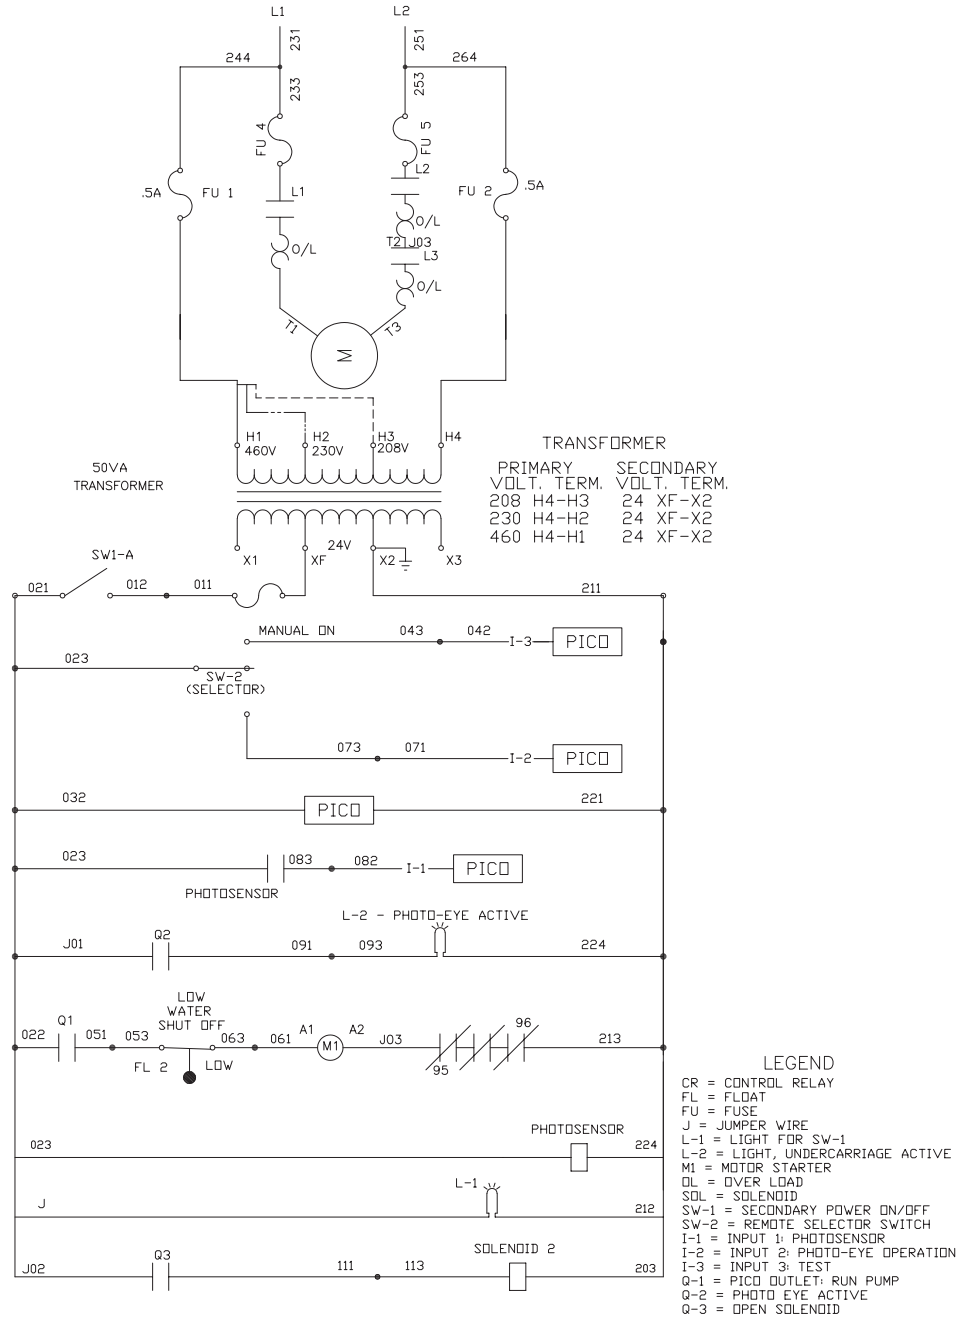 L1
L2
231
251
244
264
233
253
FU 4
FU 5
L2
.5A
FU 1
L1
FU 2
.5A
O/L
O/L
T2
J03
L3
O/L
T1
T3
M
H1
H2
H3
H4
460V
230V
208V
TRANSFORMER
PRIMARY SECONDARY
VOLT. TERM. VOLT. TERM.
208 H4-H3 24 XF-X2
230 H4-H2 24 XF-X2
460 H4-H1 24 XF-X2
50VA
TRANSFORMER
24V
X1
XF
X2
X3
SW1-A
021
012
011
211
MANUAL ON
043
042
I-3
PICO
023
SW-2
(SELECTOR)
073
071
I-2
PICO
032
PICO
221
023
083
082
I-1
PICO
PHOTOSENSOR
L-2 - PHOTO-EYE ACTIVE
J01
Q2
091
093
224
LOW
WATER
SHUT OFF
022
Q1
051
053
063
061
A1
M1
A2
J03
95
96
213
FL 2
LOW
PHOTOSENSOR
023
224
L-1
J
212
SOLENOID 2
J02
Q3
111
113
203
LEGEND
CR = CONTROL RELAY
FL = FLOAT
FU = FUSE
J = JUMPER WIRE
L-1 = LIGHT FOR SW-1
L-2 = LIGHT, UNDERCARRIAGE ACTIVE
M1 = MOTOR STARTER
OL = OVER LOAD
SOL = SOLENOID
SW-1 = SECONDARY POWER ON/OFF
SW-2 = REMOTE SELECTOR SWITCH
I-1 = INPUT 1: PHOTOSENSOR
I-2 = INPUT 2: PHOTO-EYE OPERATION
I-3 = INPUT 3: TEST
Q-1 = PICO OUTLET: RUN PUMP
Q-2 = PHOTO EYE ACTIVE
Q-3 = OPEN SOLENOID